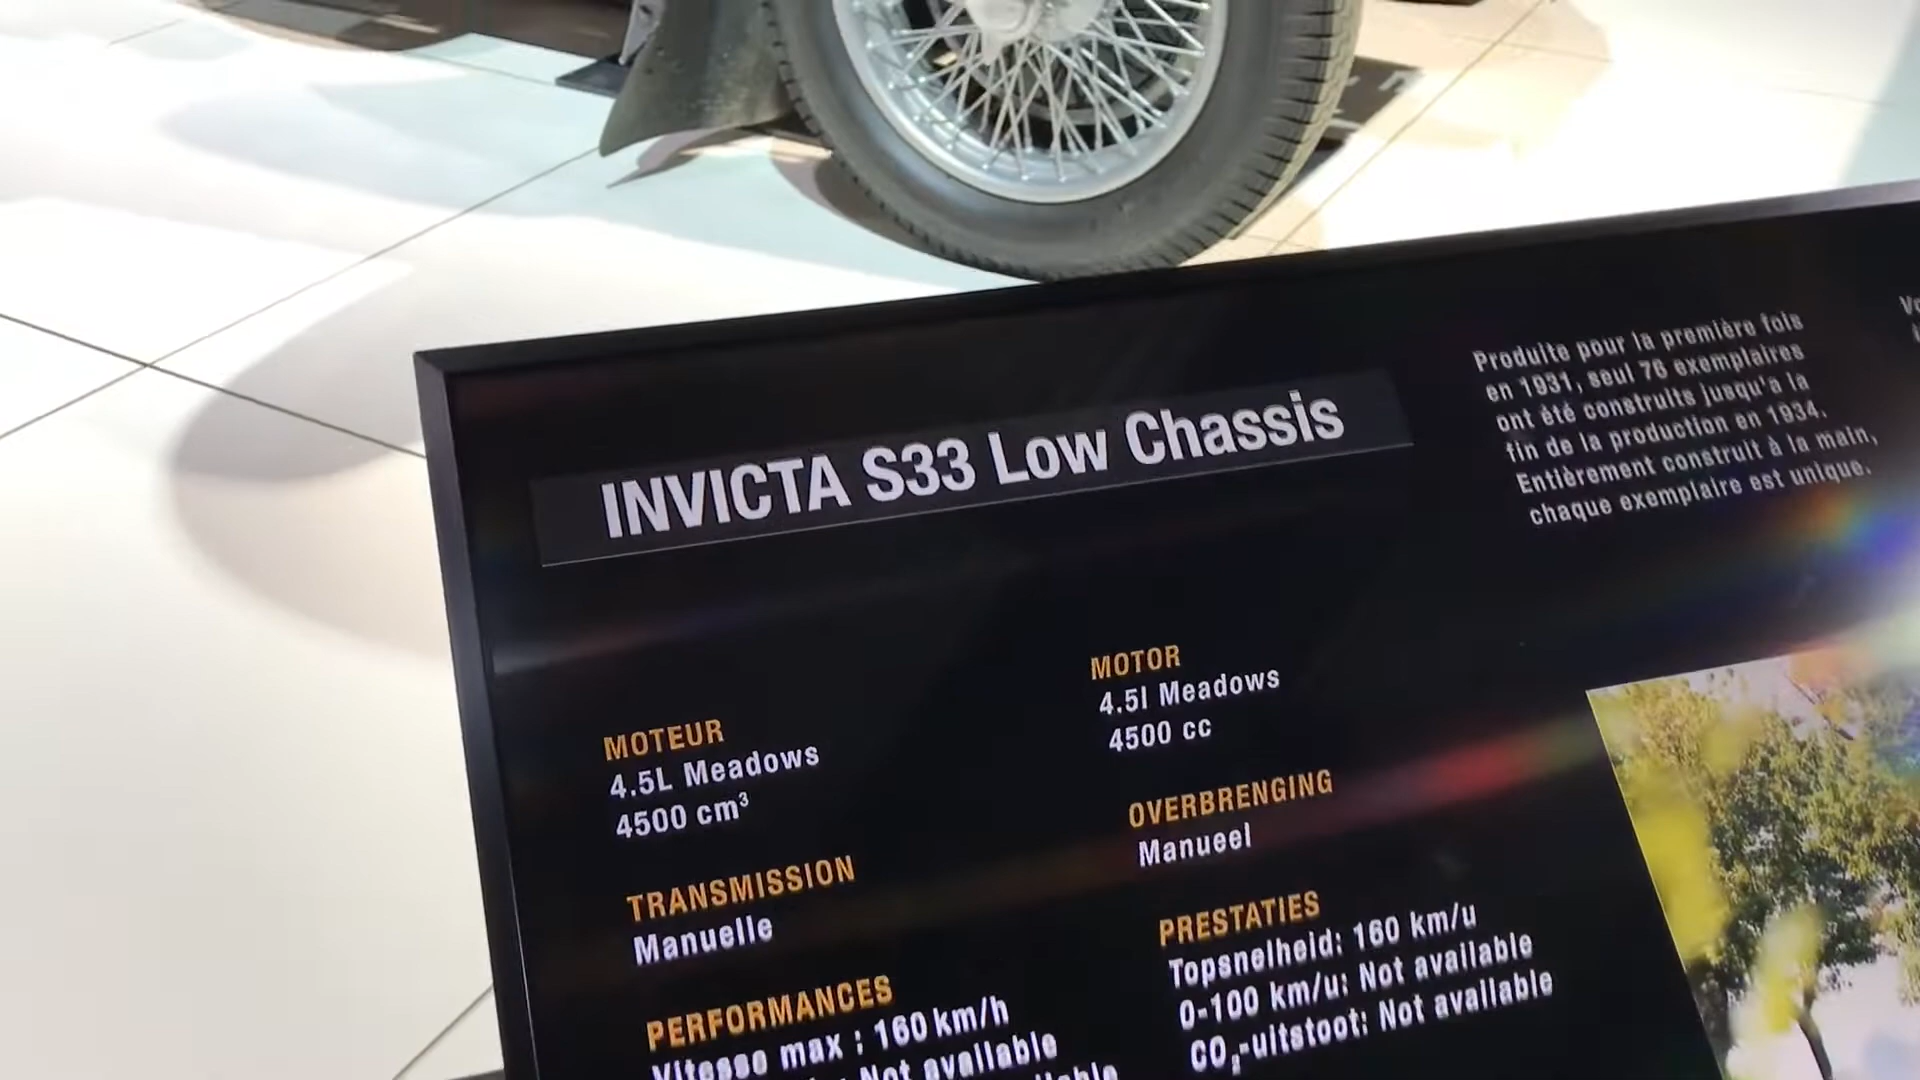 INVICTA S33 Low Chassis
Produite pour la première fois
en 1931, seul 76 exemplaires
ont été construits jusqu'a la
fin de la production en 1934.
Entièrement construit à la main,
chaque exemplaire est unique.
MOTEUR
4.5L Meadows
4500 cm³
TRANSMISSION
Manuelle
PERFORMANCES
Vitesse max : 160 km/h
Not available
MOTOR
4.5l Meadows
4500 cc
OVERBRENGING
Manueel
PRESTATIES
Topsnelheid: 160 km/u
0-100 km/u: Not available
CO₂-uitstoot: Not available